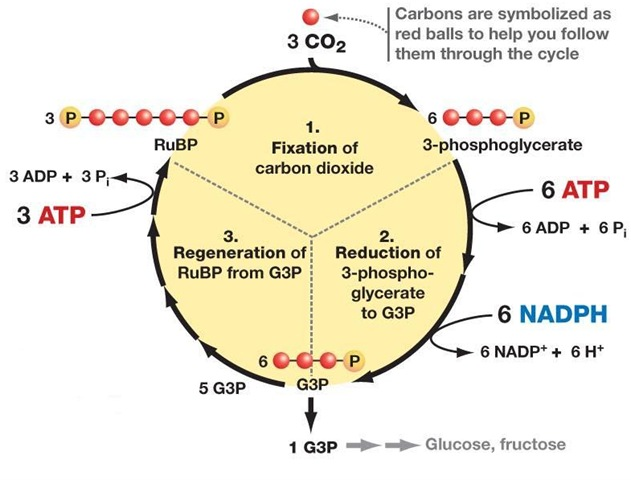 Carbons are symbolized as
red balls to help you follow
them through the cycle
3 CO₂
3 P P
RuBP
6 P
3-phosphoglycerate
1.
Fixation of
carbon dioxide
3 ADP + 3 Pᵢ
3 ATP
6 ATP
6 ADP + 6 Pᵢ
3.
Regeneration of
RuBP from G3P
2.
Reduction of
3-phospho-
glycerate
to G3P
6 NADPH
6 NADP⁺ + 6 H⁺
6 P
G3P
5 G3P
1 G3P
Glucose, fructose